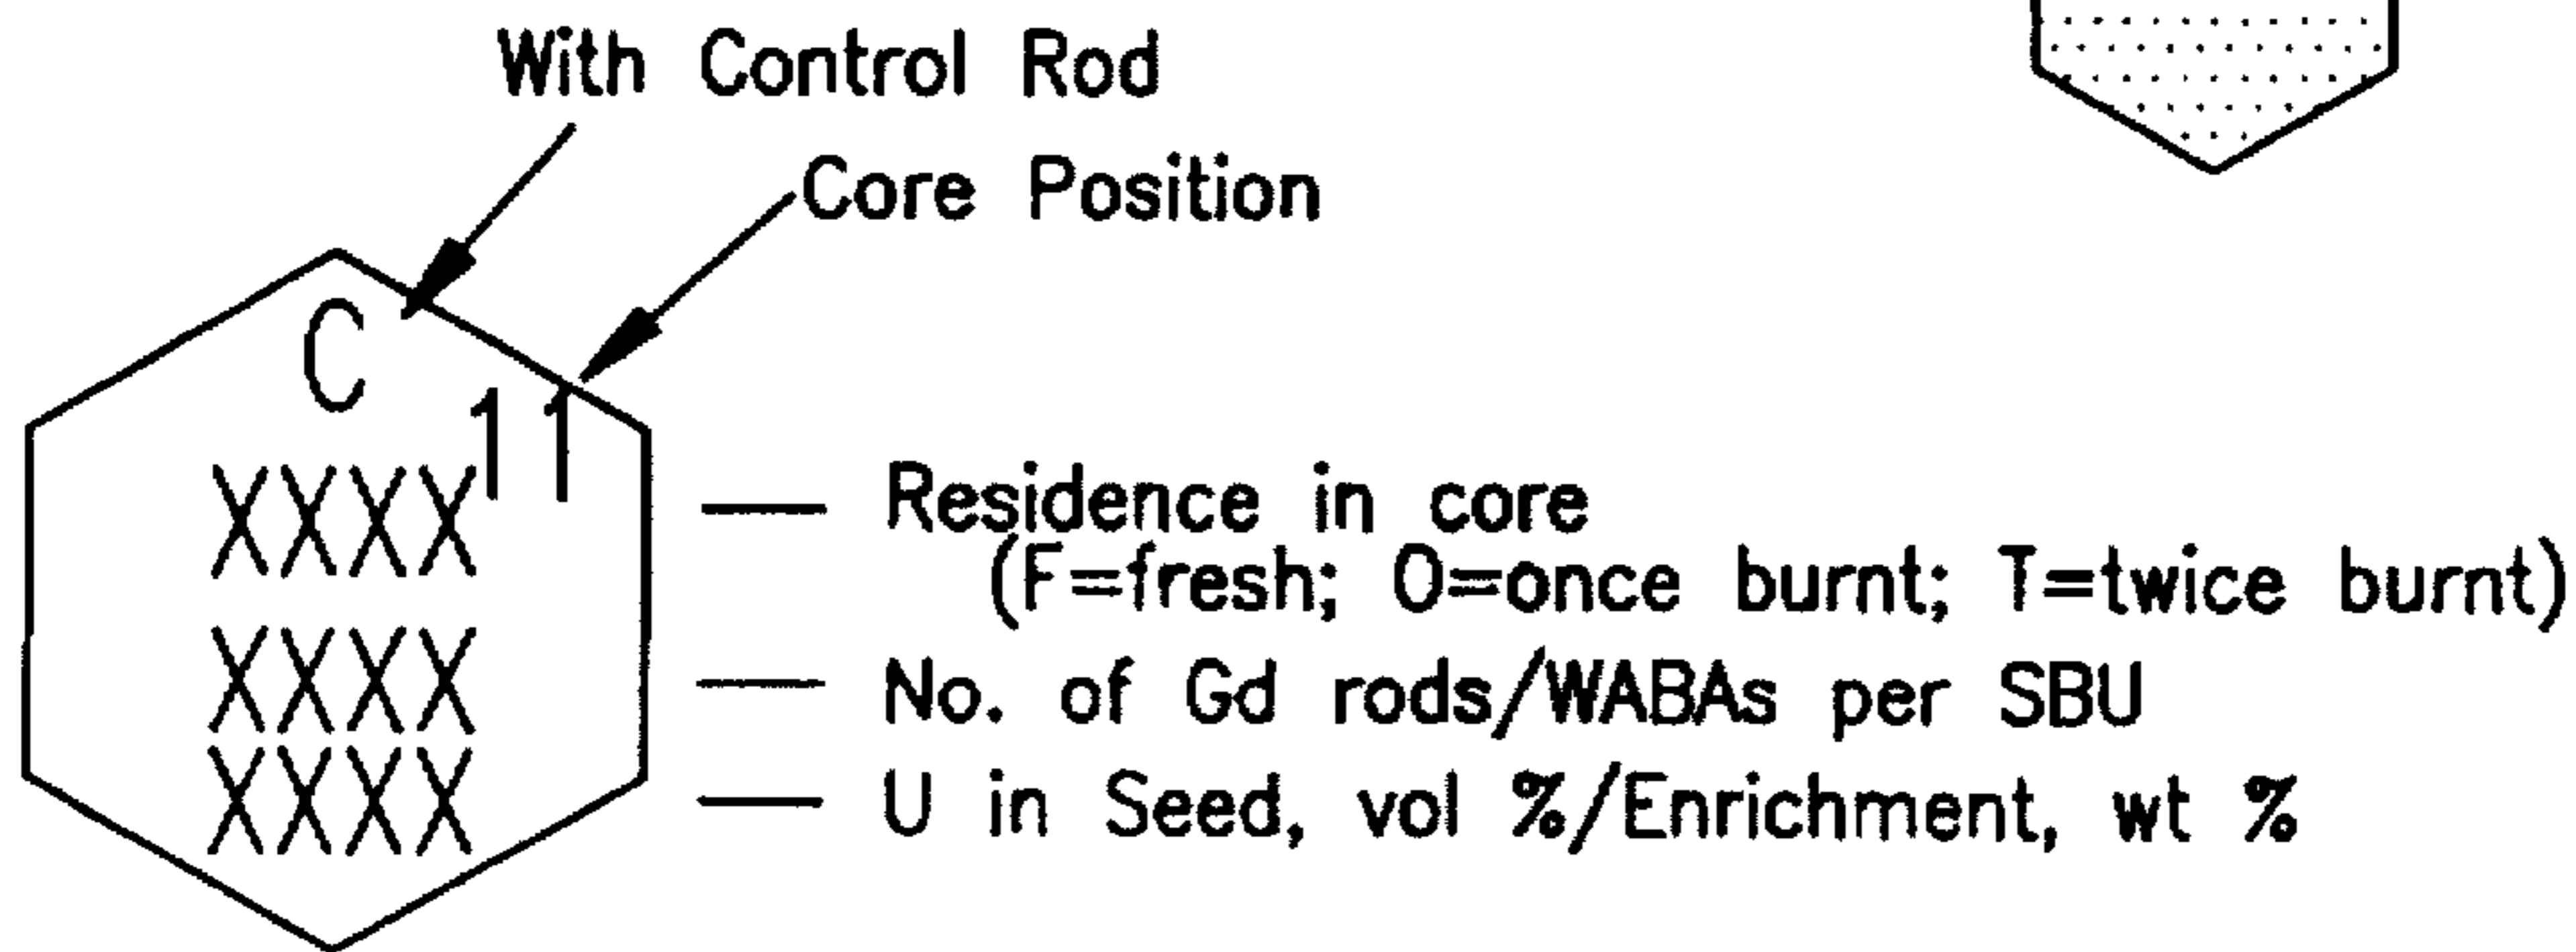 With Control Rod
Core Position
C
11
XXXX — Residence in core
(F=fresh; O=once burnt; T=twice burnt)
XXXX — No. of Gd rods/WABAs per SBU
XXXX — U in Seed, vol %/Enrichment, wt %